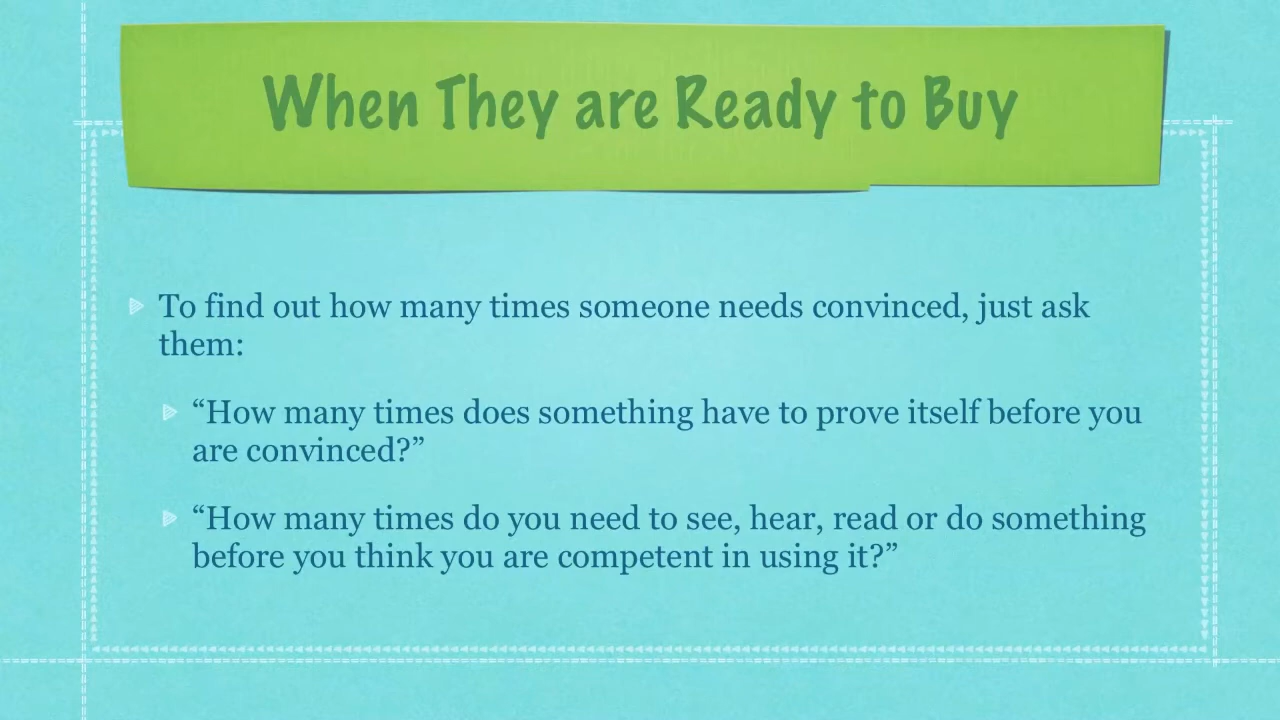 When They are Ready to Buy
To find out how many times someone needs convinced, just ask
them:
“How many times does something have to prove itself before you
are convinced?”
“How many times do you need to see, hear, read or do something
before you think you are competent in using it?”